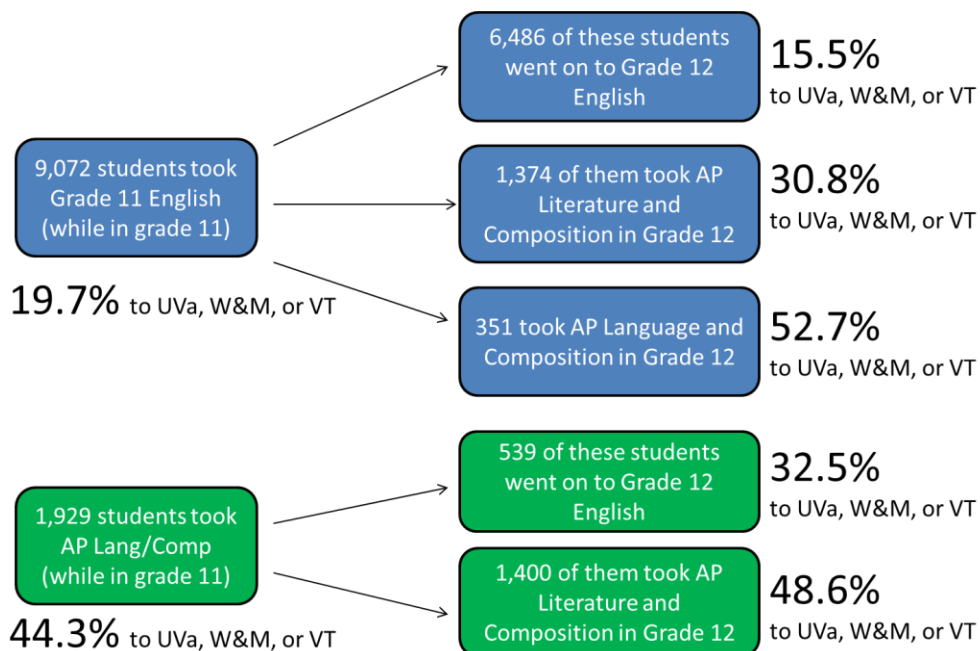 9,072 students took
Grade 11 English
(while in grade 11)
19.7% to UVa, W&M, or VT
6,486 of these students
went on to Grade 12
English
15.5%
to UVa, W&M, or VT
1,374 of them took AP
Literature and
Composition in Grade 12
30.8%
to UVa, W&M, or VT
351 took AP Language and
Composition in Grade 12
52.7%
to UVa, W&M, or VT
1,929 students took
AP Lang/Comp
(while in grade 11)
44.3% to UVa, W&M, or VT
539 of these students
went on to Grade 12
English
32.5%
to UVa, W&M, or VT
1,400 of them took AP
Literature and
Composition in Grade 12
48.6%
to UVa, W&M, or VT